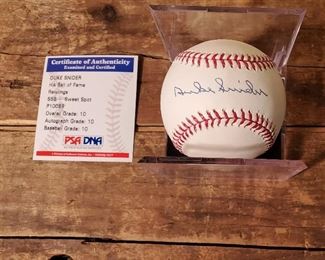 Certificate of Authenticity
Examined and Certified
DUKE SNIDER
HA Ball of Fame
Rawlings
SSB - Sweet Spot
Overall Grade: 10
Autograph Grade: 10
Baseball Grade: 10
PSA DNA
Duke Snider